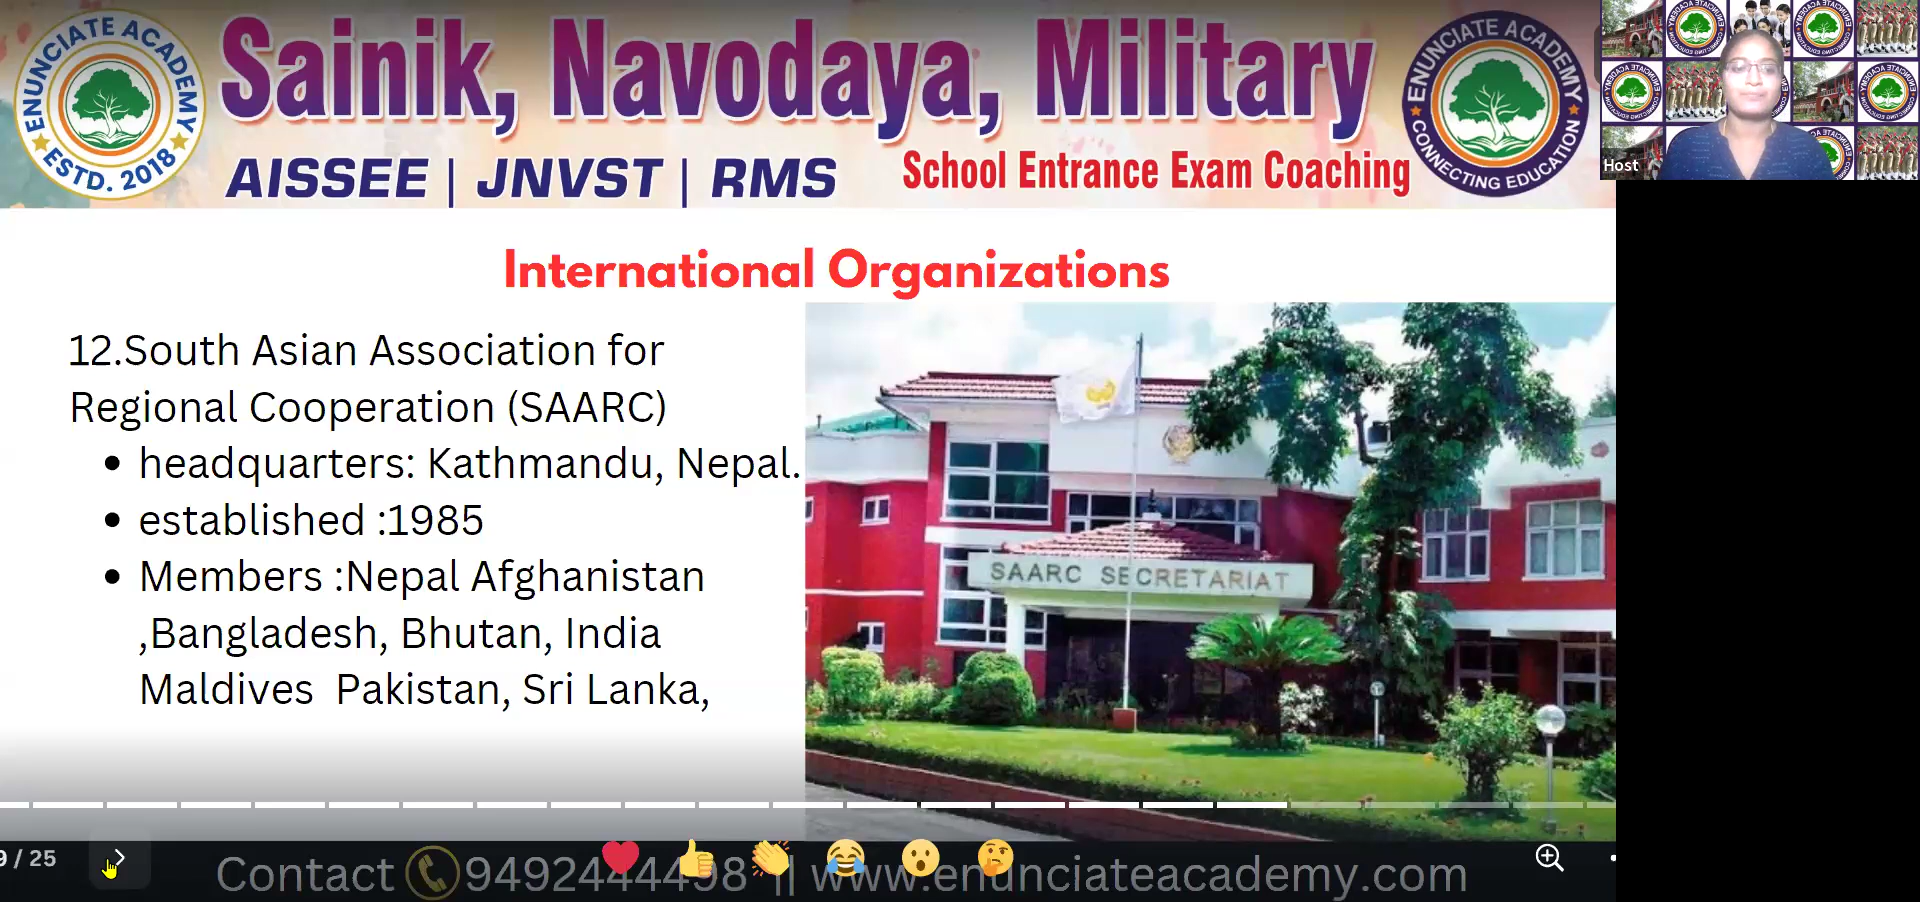 ENUNCIATE ACADEMY
ESTD. 2018
Sainik, Navodaya, Military
AISSEE | JNVST | RMS
School Entrance Exam Coaching
ENUNCIATE ACADEMY
CONNECTING EDUCATION
Host
International Organizations
12.South Asian Association for
Regional Cooperation (SAARC)
• headquarters: Kathmandu, Nepal.
• established :1985
• Members :Nepal Afghanistan
,Bangladesh, Bhutan, India
Maldives Pakistan, Sri Lanka,
SAARC SECRETARIAT
9 / 25
Contact 9492444498 || www.enunciateacademy.com